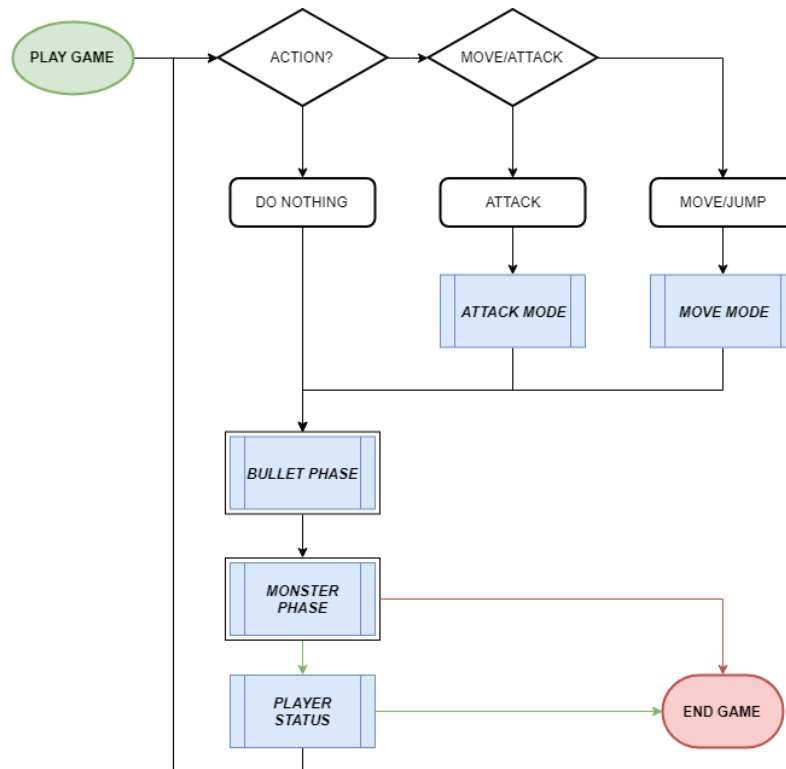 PLAY GAME
ACTION?
MOVE/ATTACK
DO NOTHING
ATTACK
MOVE/JUMP
ATTACK MODE
MOVE MODE
BULLET PHASE
MONSTER
PHASE
PLAYER
STATUS
END GAME